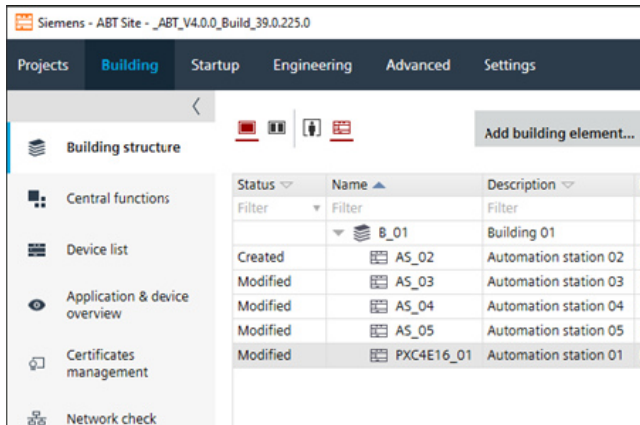 Siemens - ABT Site - _ABT_V4.0.0_Build_39.0.225.0
Projects Building Startup Engineering Advanced Settings
Building structure
Central functions
Device list
Application & device
overview
Certificates
management
Network check
Add building element...
Status Name Description
Filter Filter Filter
B_01 Building 01
Created AS_02 Automation station 02
Modified AS_03 Automation station 03
Modified AS_04 Automation station 04
Modified AS_05 Automation station 05
Modified PXC4E16_01 Automation station 01